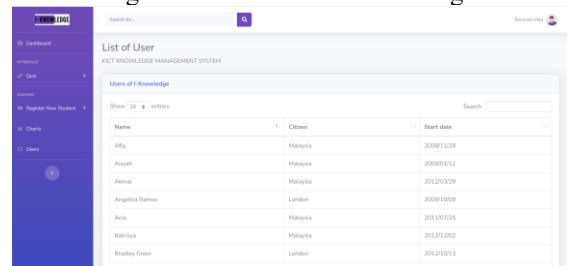 I-KNOWLEDGE
Search for...
Danesh Irfan
Dashboard
INTERFACE
Quiz
Register New Student
Charts
Users
List of User
KICT KNOWLEDGE MANAGEMENT SYSTEM
Users of I-Knowledge
Show 10 entries
Search:
Name Citizen Start date
Afiq Malaysia 2008/11/28
Aisyah Malaysia 2009/01/12
Akmal Malaysia 2012/03/29
Angelica Ramos London 2009/10/09
Anis Malaysia 2011/07/25
Batrisya Malaysia 2012/12/02
Bradley Greer London 2012/10/13